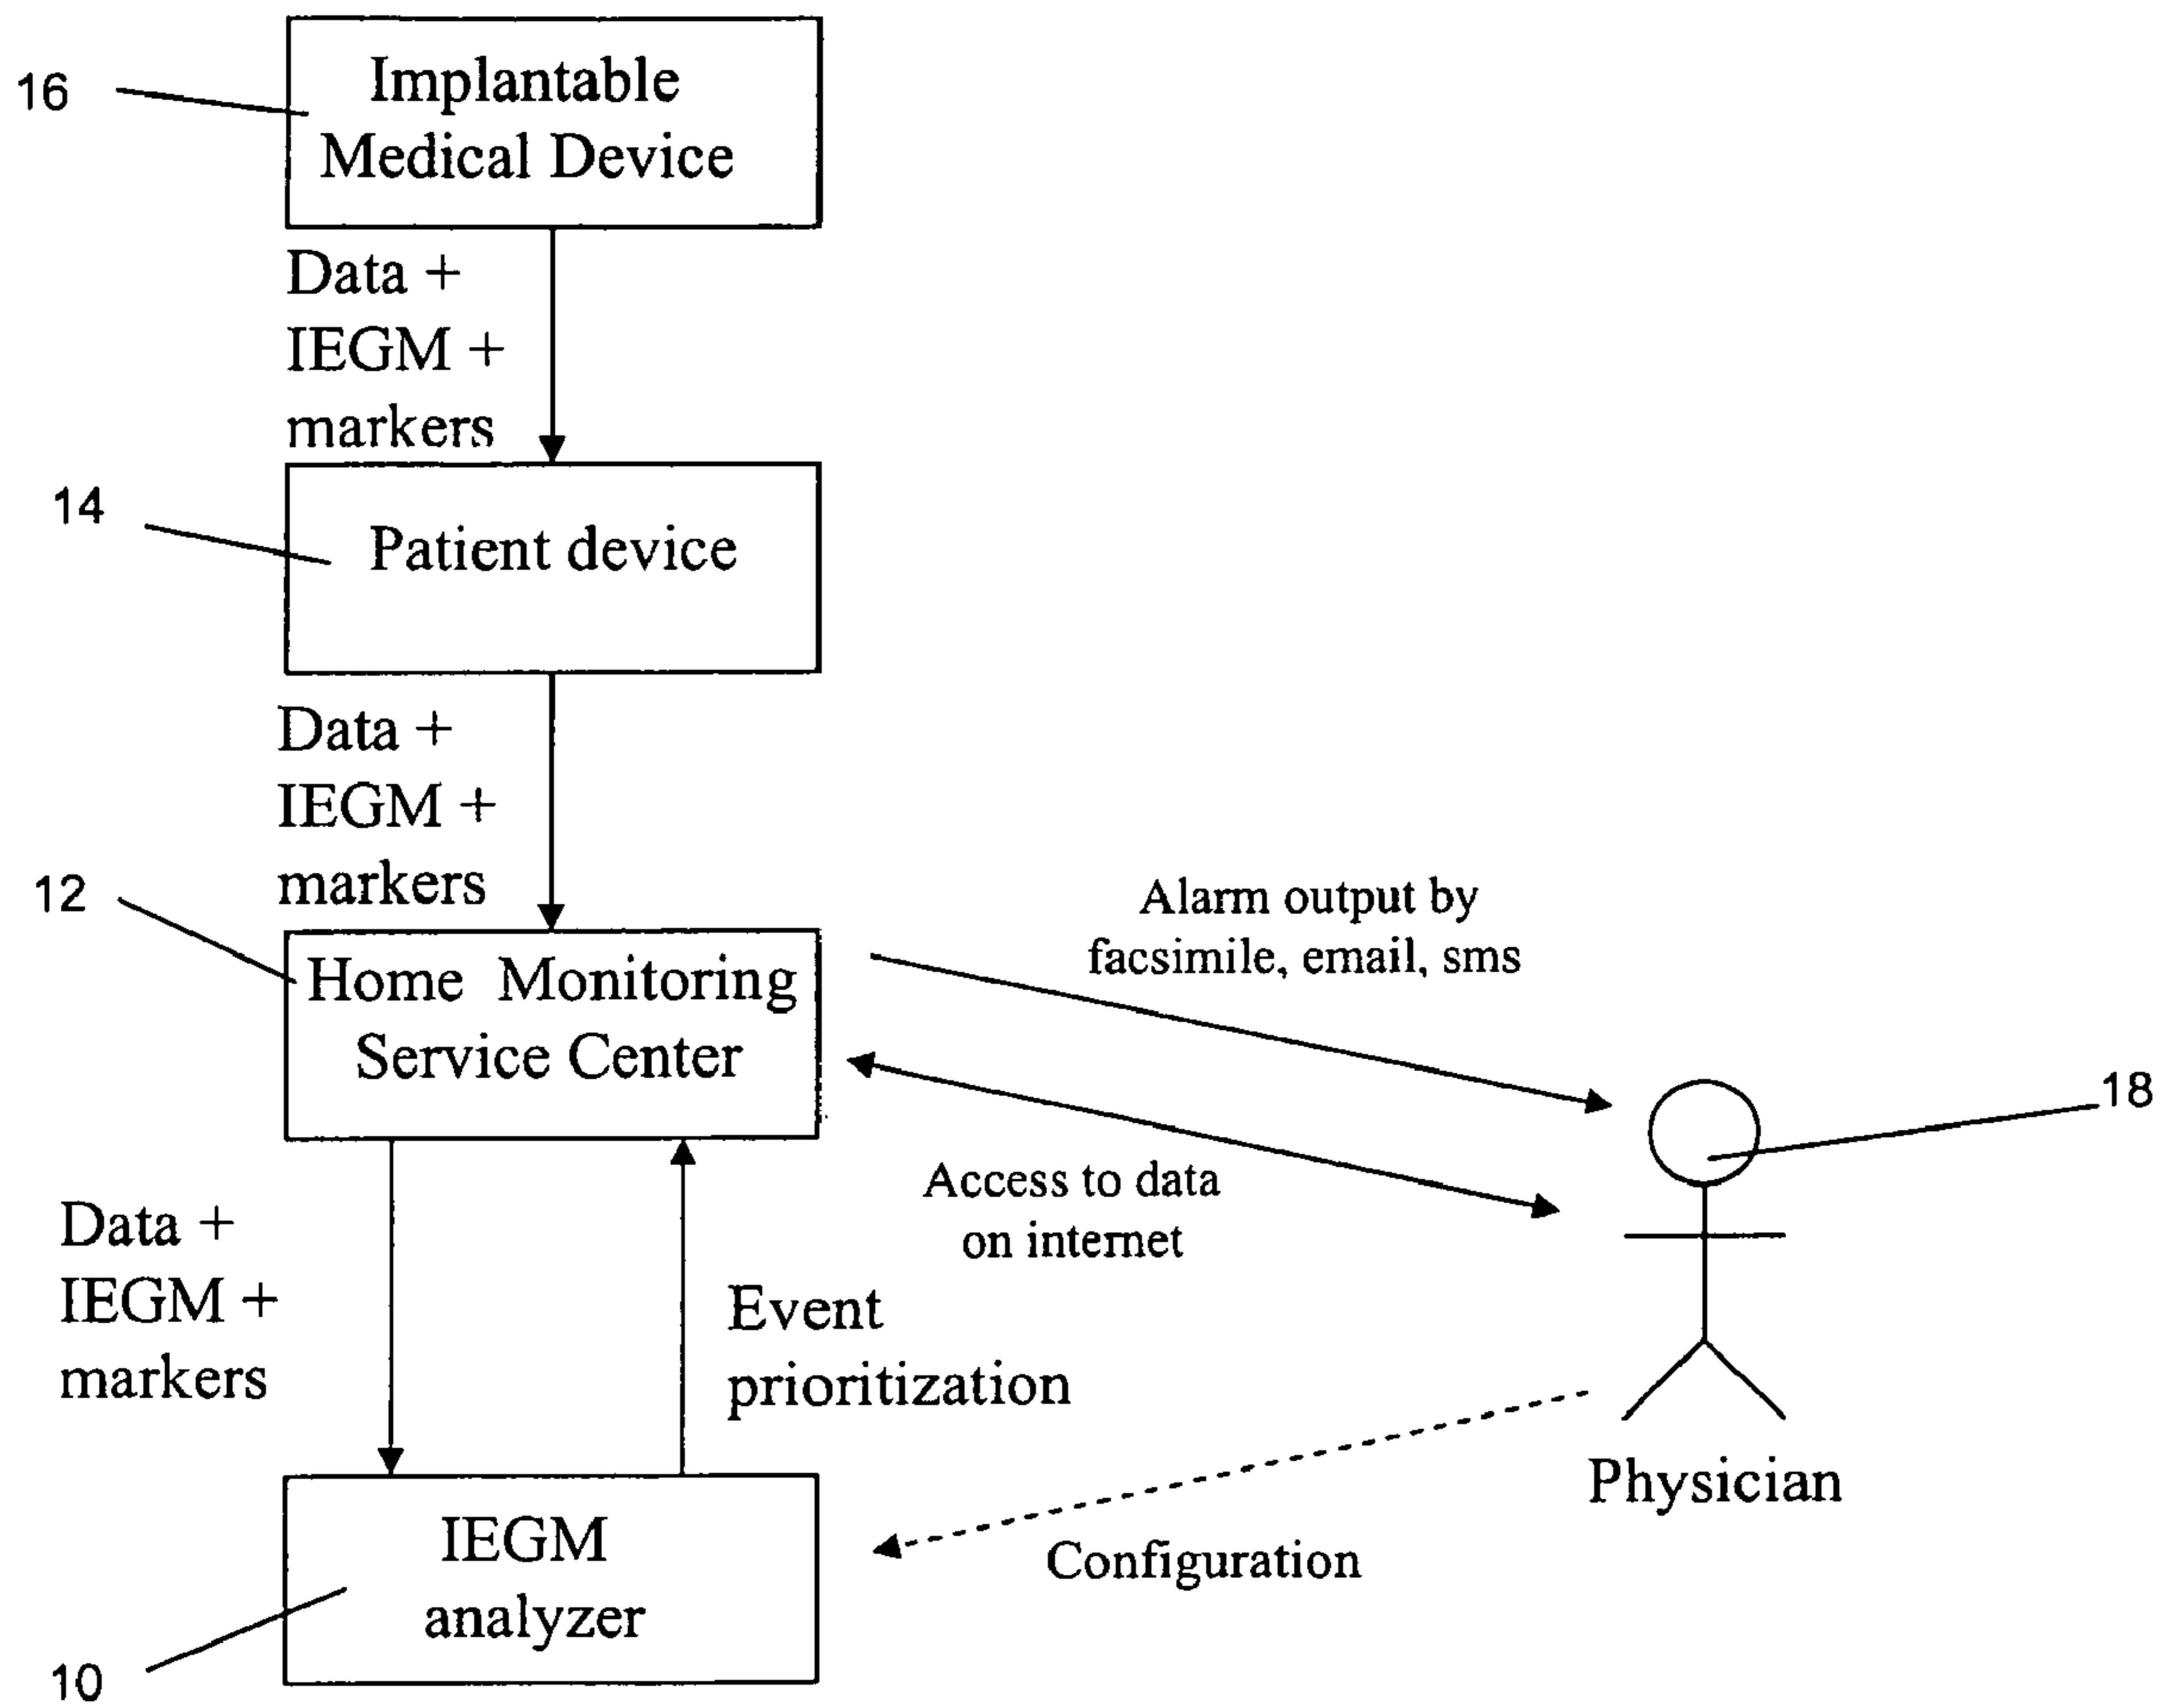 16
Implantable
Medical Device
Data +
IEGM +
markers
14
Patient device
Data +
IEGM +
markers
12
Home Monitoring
Service Center
Alarm output by
facsimile, email, sms
18
Access to data
on internet
Data +
IEGM +
markers
Event
prioritization
Physician
Configuration
IEGM
analyzer
10